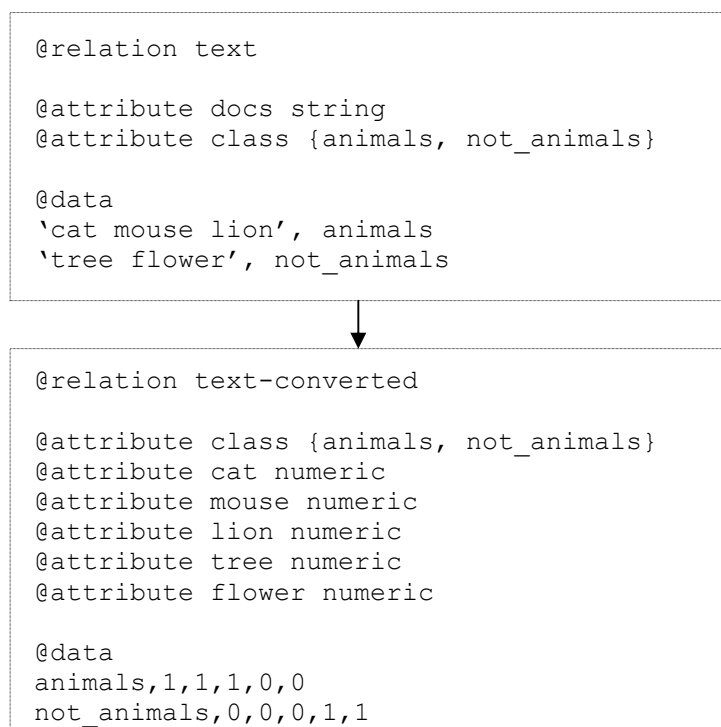 @relation text
@attribute docs string
@attribute class {animals, not_animals}
@data
‘cat mouse lion’, animals
‘tree flower’, not_animals
@relation text-converted
@attribute class {animals, not_animals}
@attribute cat numeric
@attribute mouse numeric
@attribute lion numeric
@attribute tree numeric
@attribute flower numeric
@data
animals,1,1,1,0,0
not_animals,0,0,0,1,1